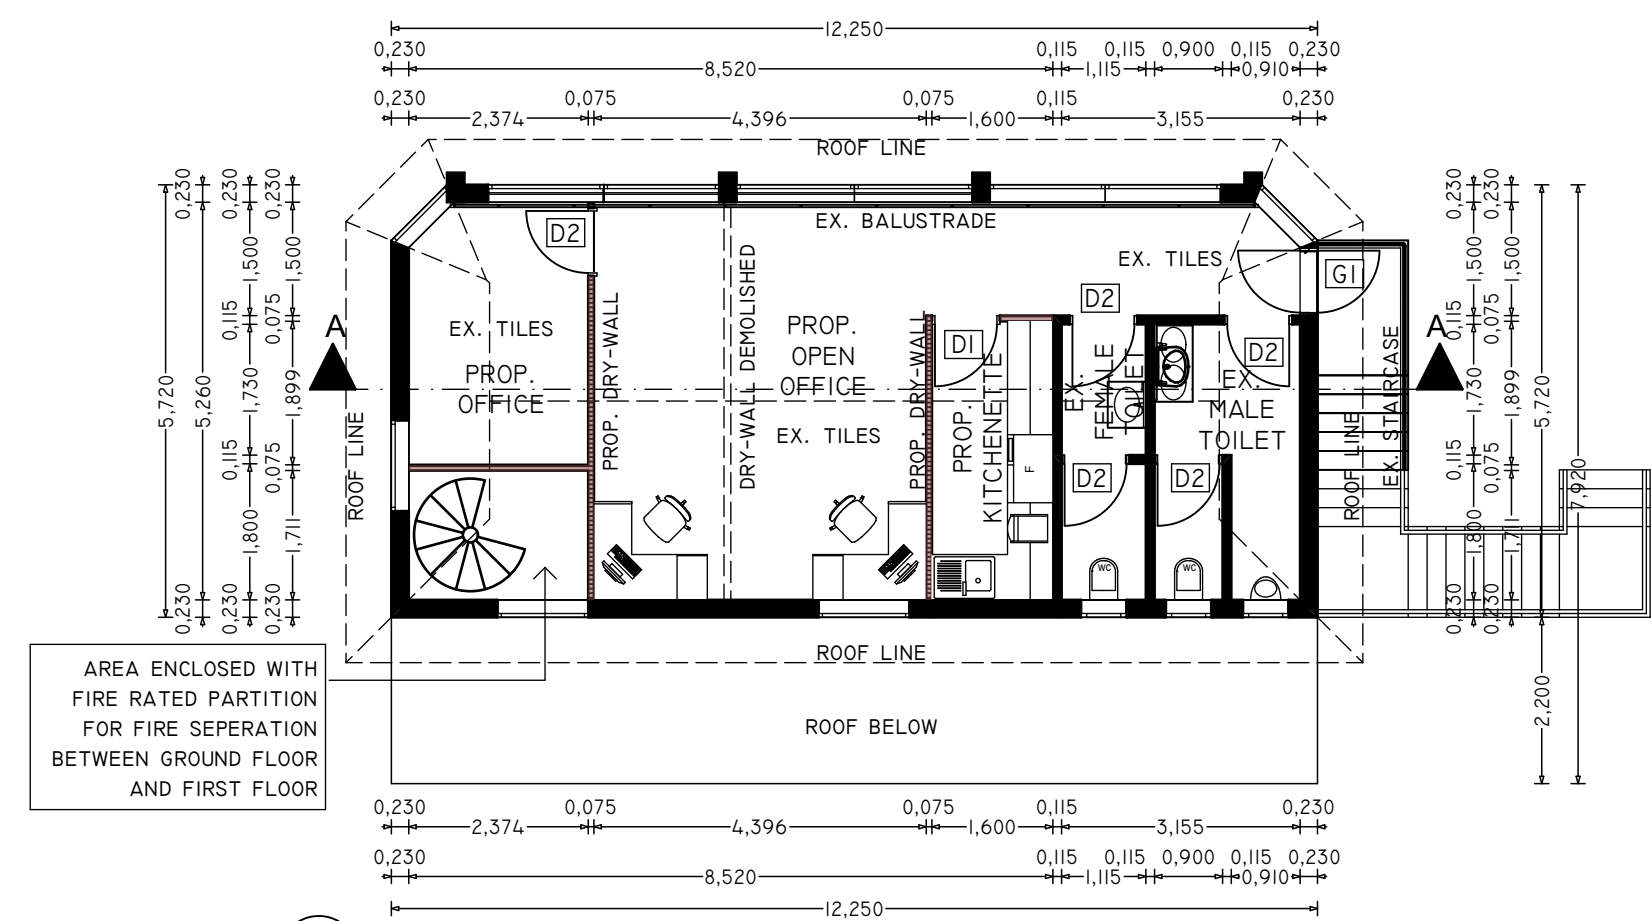 12,250
0,230 0,115 0,115 0,900 0,115 0,230
8,520 1,115 0,910
0,230 0,075 0,075 0,115 0,230
2,374 4,396 1,600 3,155
ROOF LINE
5,720
0,230
5,260
0,230
0,230
1,500
0,115
1,730
0,115
1,800
0,230
0,230
1,500
0,075
1,899
0,075
1,711
0,230
A
ROOF LINE
D2
EX. TILES
PROP.
OFFICE
PROP. DRY-WALL
DRY-WALL DEMOLISHED
EX. BALUSTRADE
PROP.
OPEN
OFFICE
EX. TILES
PROP. DRY-WALL
EX. TILES
D1
PROP.
KITCHENETTE
F
D2
EX.
FEMALE
TOILET
D2
WC
D2
EX.
MALE
TOILET
D2
WC
G1
EX. STAIRCASE
ROOF LINE
A
0,230
1,500
0,115
1,730
0,115
1,800
0,230
0,230
1,500
0,075
1,899
0,075
1,711
0,230
5,720
7,920
2,200
AREA ENCLOSED WITH
FIRE RATED PARTITION
FOR FIRE SEPERATION
BETWEEN GROUND FLOOR
AND FIRST FLOOR
ROOF LINE
ROOF BELOW
0,230 0,075 0,075 0,115 0,230
2,374 4,396 1,600 3,155
0,230 0,115 0,115 0,900 0,115 0,230
8,520 1,115 0,910
12,250